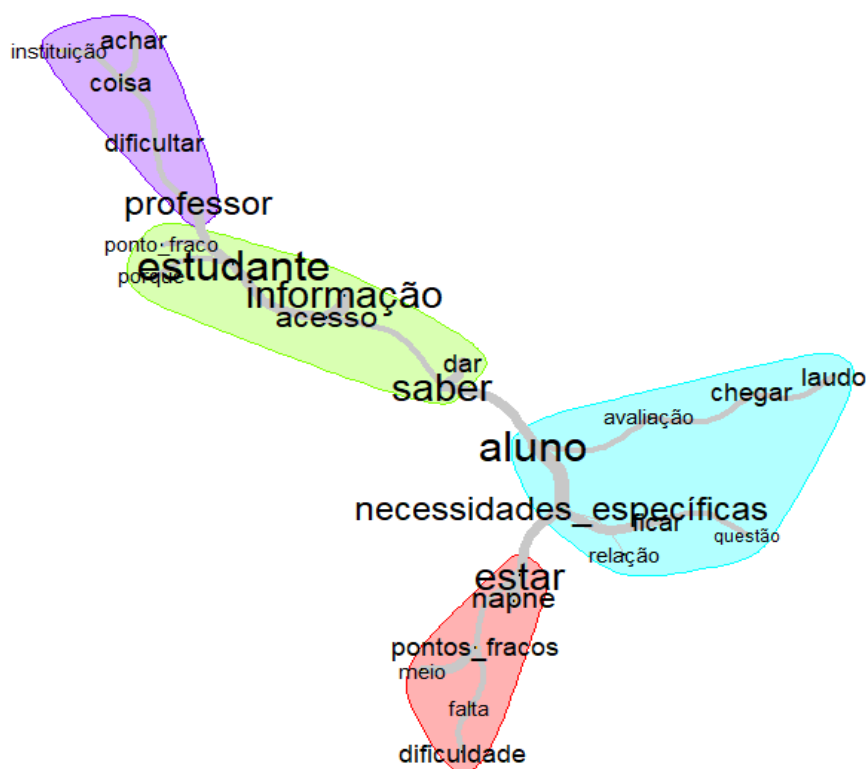 achar
instituição
coisa
dificultar
professor
ponto_fraco
estudante
porque
informação
acesso
dar
saber
laudo
chegar
avaliação
aluno
necessidades_específicas
ficar
questão
relação
estar
napne
pontos_fracos
meio
falta
dificuldade